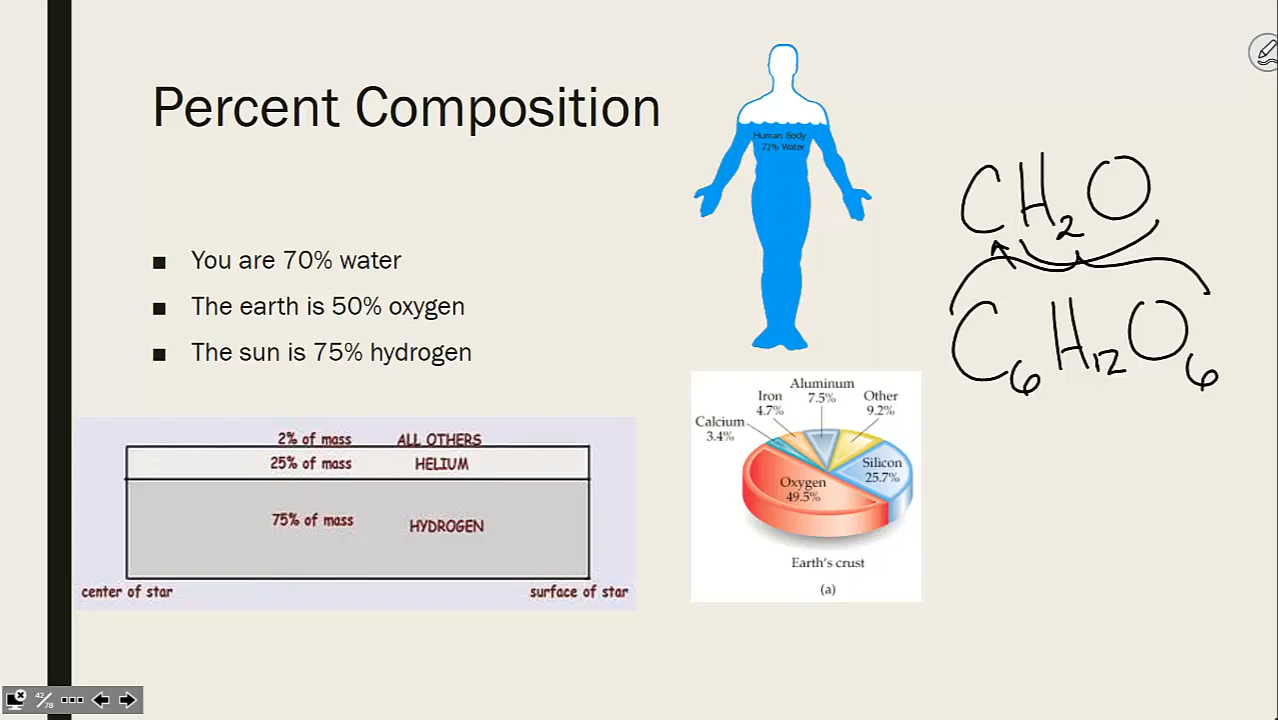 Percent Composition
■ You are 70% water
■ The earth is 50% oxygen
■ The sun is 75% hydrogen
Human Body
72% Water
CH₂O
C₆H₁₂O₆
2% of mass ALL OTHERS
25% of mass HELIUM
75% of mass HYDROGEN
center of star surface of star
Aluminum
7.5%
Iron
4.7%
Other
9.2%
Calcium
3.4%
Silicon
25.7%
Oxygen
49.5%
Earth's crust
(a)
42/78